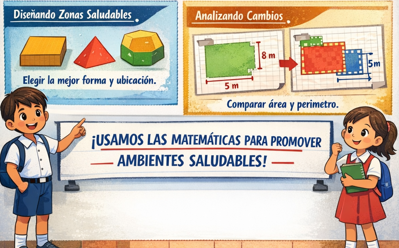 Diseñando Zonas Saludables
Elegir la mejor forma y ubicación.
Analizando Cambios
8 m
5 m
5m
Comparar área y perimetro.
¡USAMOS LAS MATEMÁTICAS PARA PROMOVER
AMBIENTES SALUDABLES!